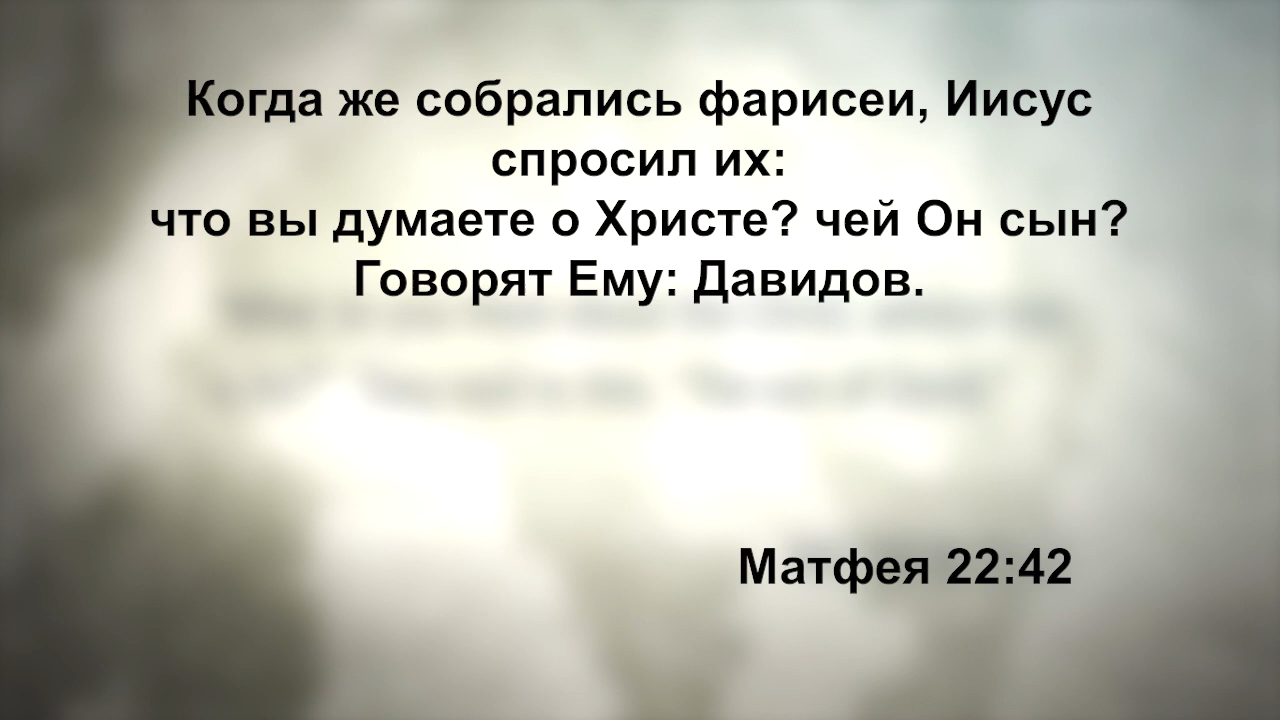 Когда же собрались фарисеи, Иисус
спросил их:
что вы думаете о Христе? чей Он сын?
Говорят Ему: Давидов.
Матфея 22:42